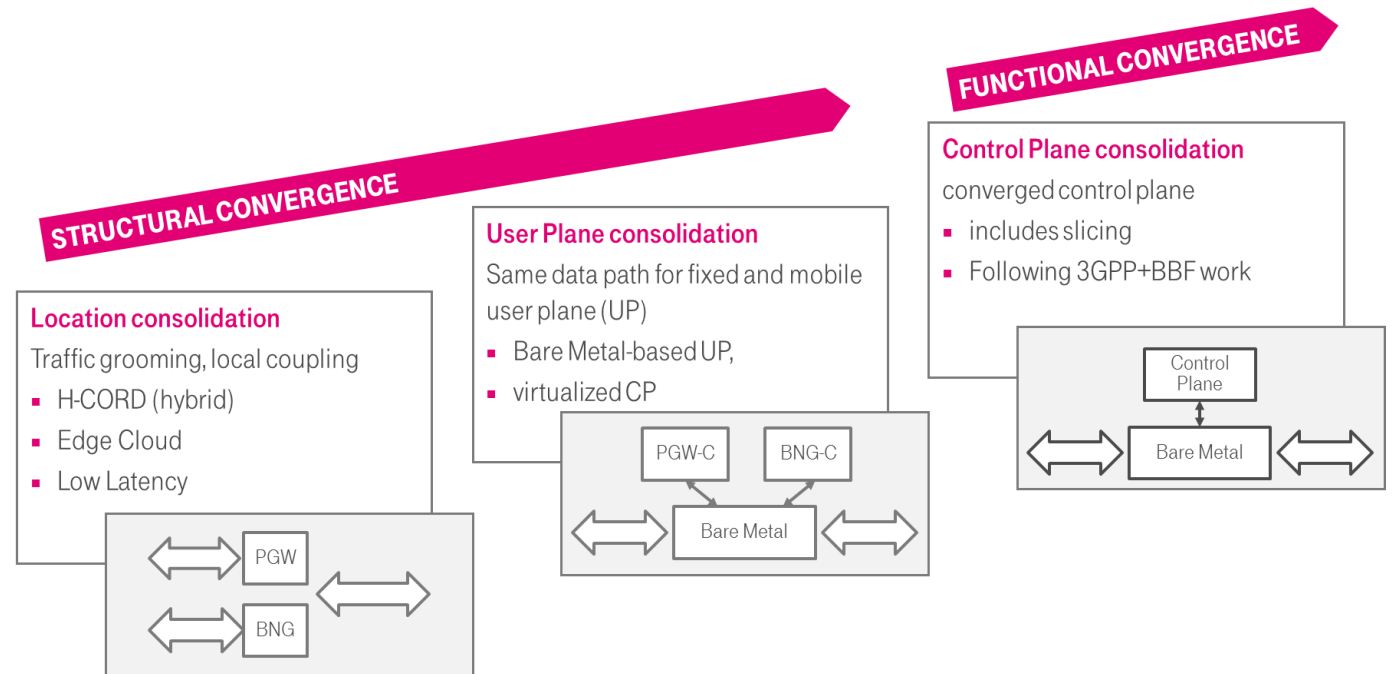 STRUCTURAL CONVERGENCE
FUNCTIONAL CONVERGENCE
Location consolidation
Traffic grooming, local coupling
H-CORD (hybrid)
Edge Cloud
Low Latency
PGW
BNG
User Plane consolidation
Same data path for fixed and mobile
user plane (UP)
Bare Metal-based UP,
virtualized CP
PGW-C
BNG-C
Bare Metal
Control Plane consolidation
converged control plane
includes slicing
Following 3GPP+BBF work
Control
Plane
Bare Metal